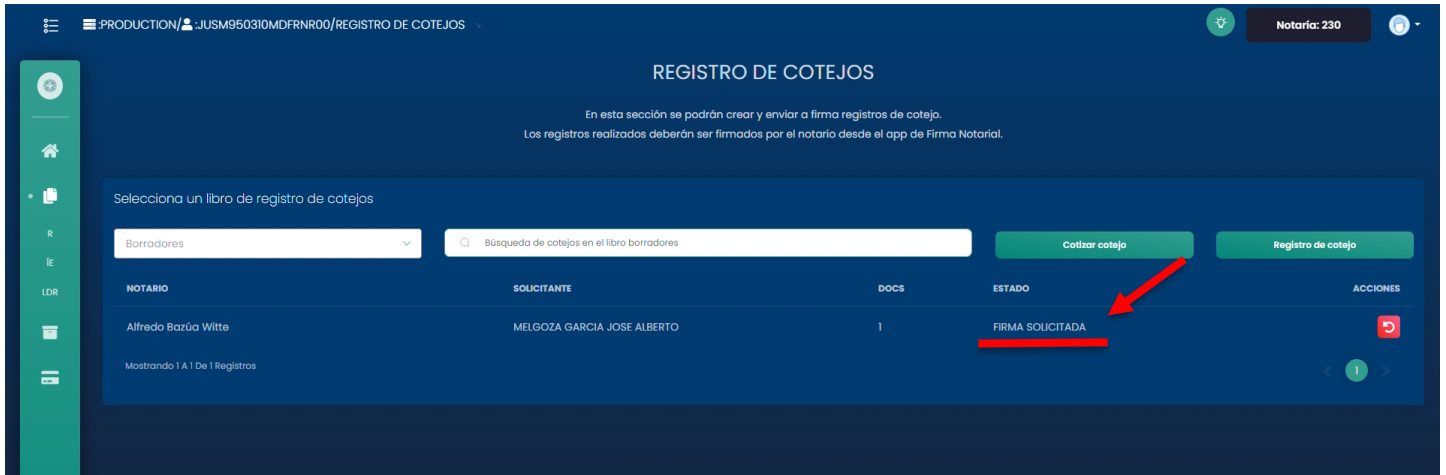 :PRODUCTION/ :JUSM950310MDFRNR00/REGISTRO DE COTEJOS v.
Notaría: 230
REGISTRO DE COTEJOS
En esta sección se podrán crear y enviar a firma registros de cotejo.
Los registros realizados deberán ser firmados por el notario desde el app de Firma Notarial.
Selecciona un libro de registro de cotejos
Borradores
Búsqueda de cotejos en el libro borradores
Cotizar cotejo
Registro de cotejo
R
ÍE
LDR
NOTARIO SOLICITANTE DOCS ESTADO ACCIONES
Alfredo Bazúa Witte MELGOZA GARCIA JOSE ALBERTO 1 FIRMA SOLICITADA
Mostrando 1 A 1 De 1 Registros
< 1 >